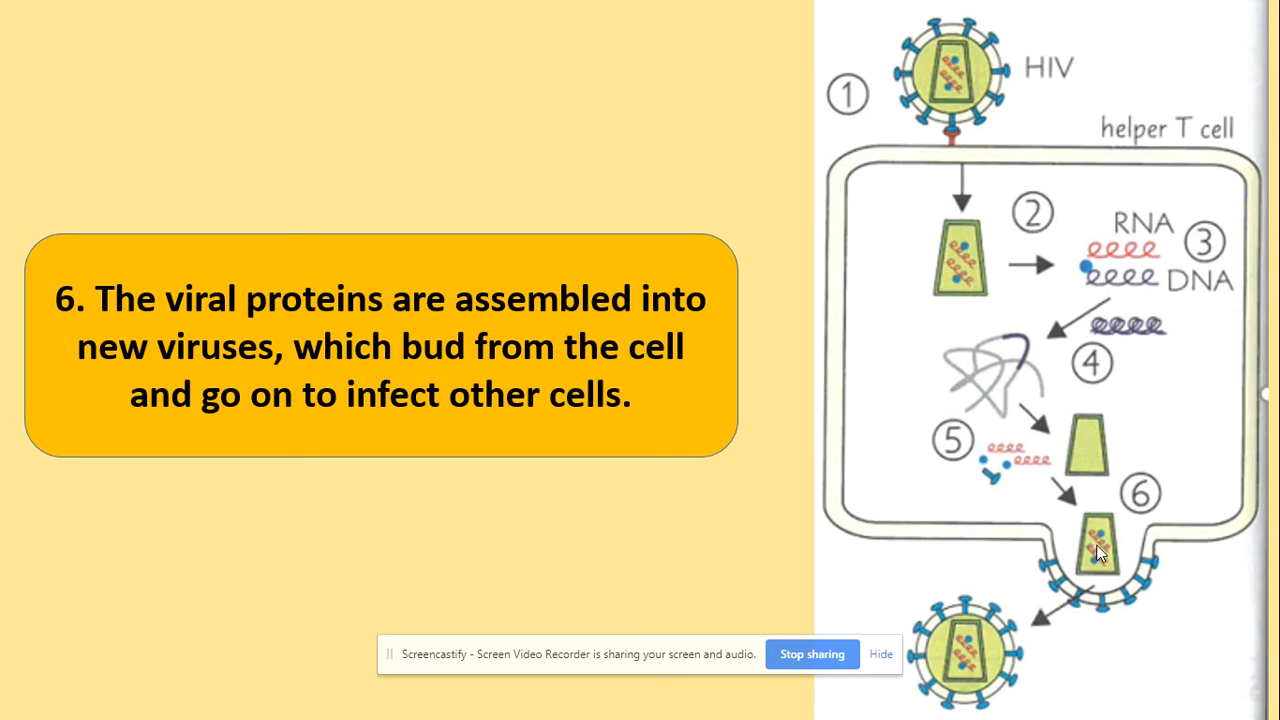 6. The viral proteins are assembled into
new viruses, which bud from the cell
and go on to infect other cells.
HIV
①
helper T cell
②
RNA
③
DNA
④
⑤
⑥
Screencastify - Screen Video Recorder is sharing your screen and audio.
Stop sharing
Hide